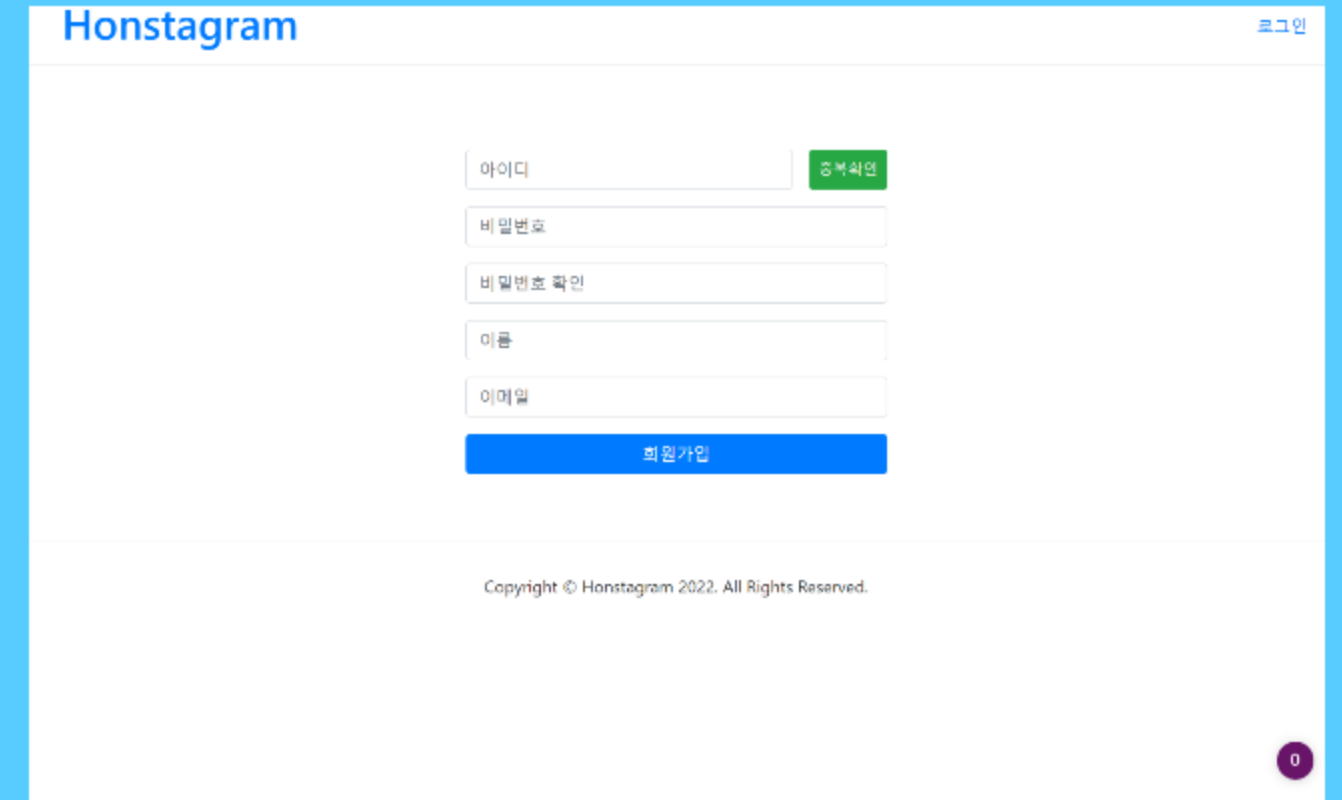 Honstagram
로그인
아이디
중복확인
비밀번호
비밀번호 확인
이름
이메일
회원가입
Copyright © Honstagram 2022. All Rights Reserved.
0